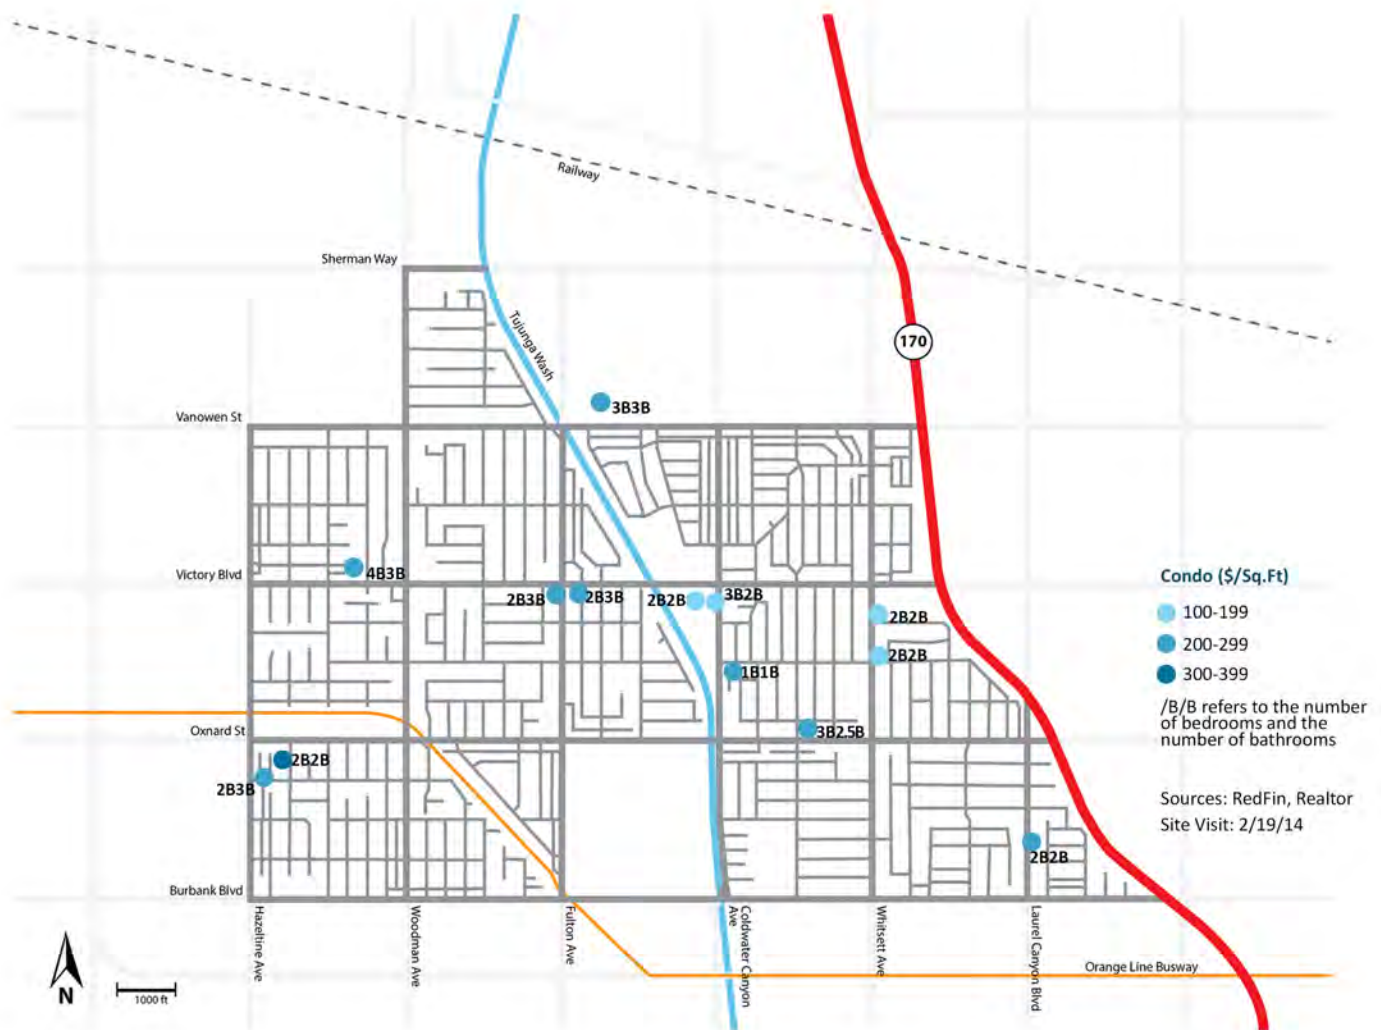 Railway
Sherman Way
170
Tujunga Wash
3B3B
Vanowen St
4B3B
Victory Blvd
2B3B
2B3B
2B2B
3B2B
2B2B
2B2B
1B1B
3B2.5B
Oxnard St
2B2B
2B3B
2B2B
Burbank Blvd
Hazeltine Ave
Woodman Ave
Fulton Ave
Coldwater Canyon
Ave
Whitsett Ave
Laurel Canyon Blvd
Orange Line Busway
N
1000 ft
Condo ($/Sq.Ft)
100-199
200-299
300-399
/B/B refers to the number
of bedrooms and the
number of bathrooms
Sources: RedFin, Realtor
Site Visit: 2/19/14